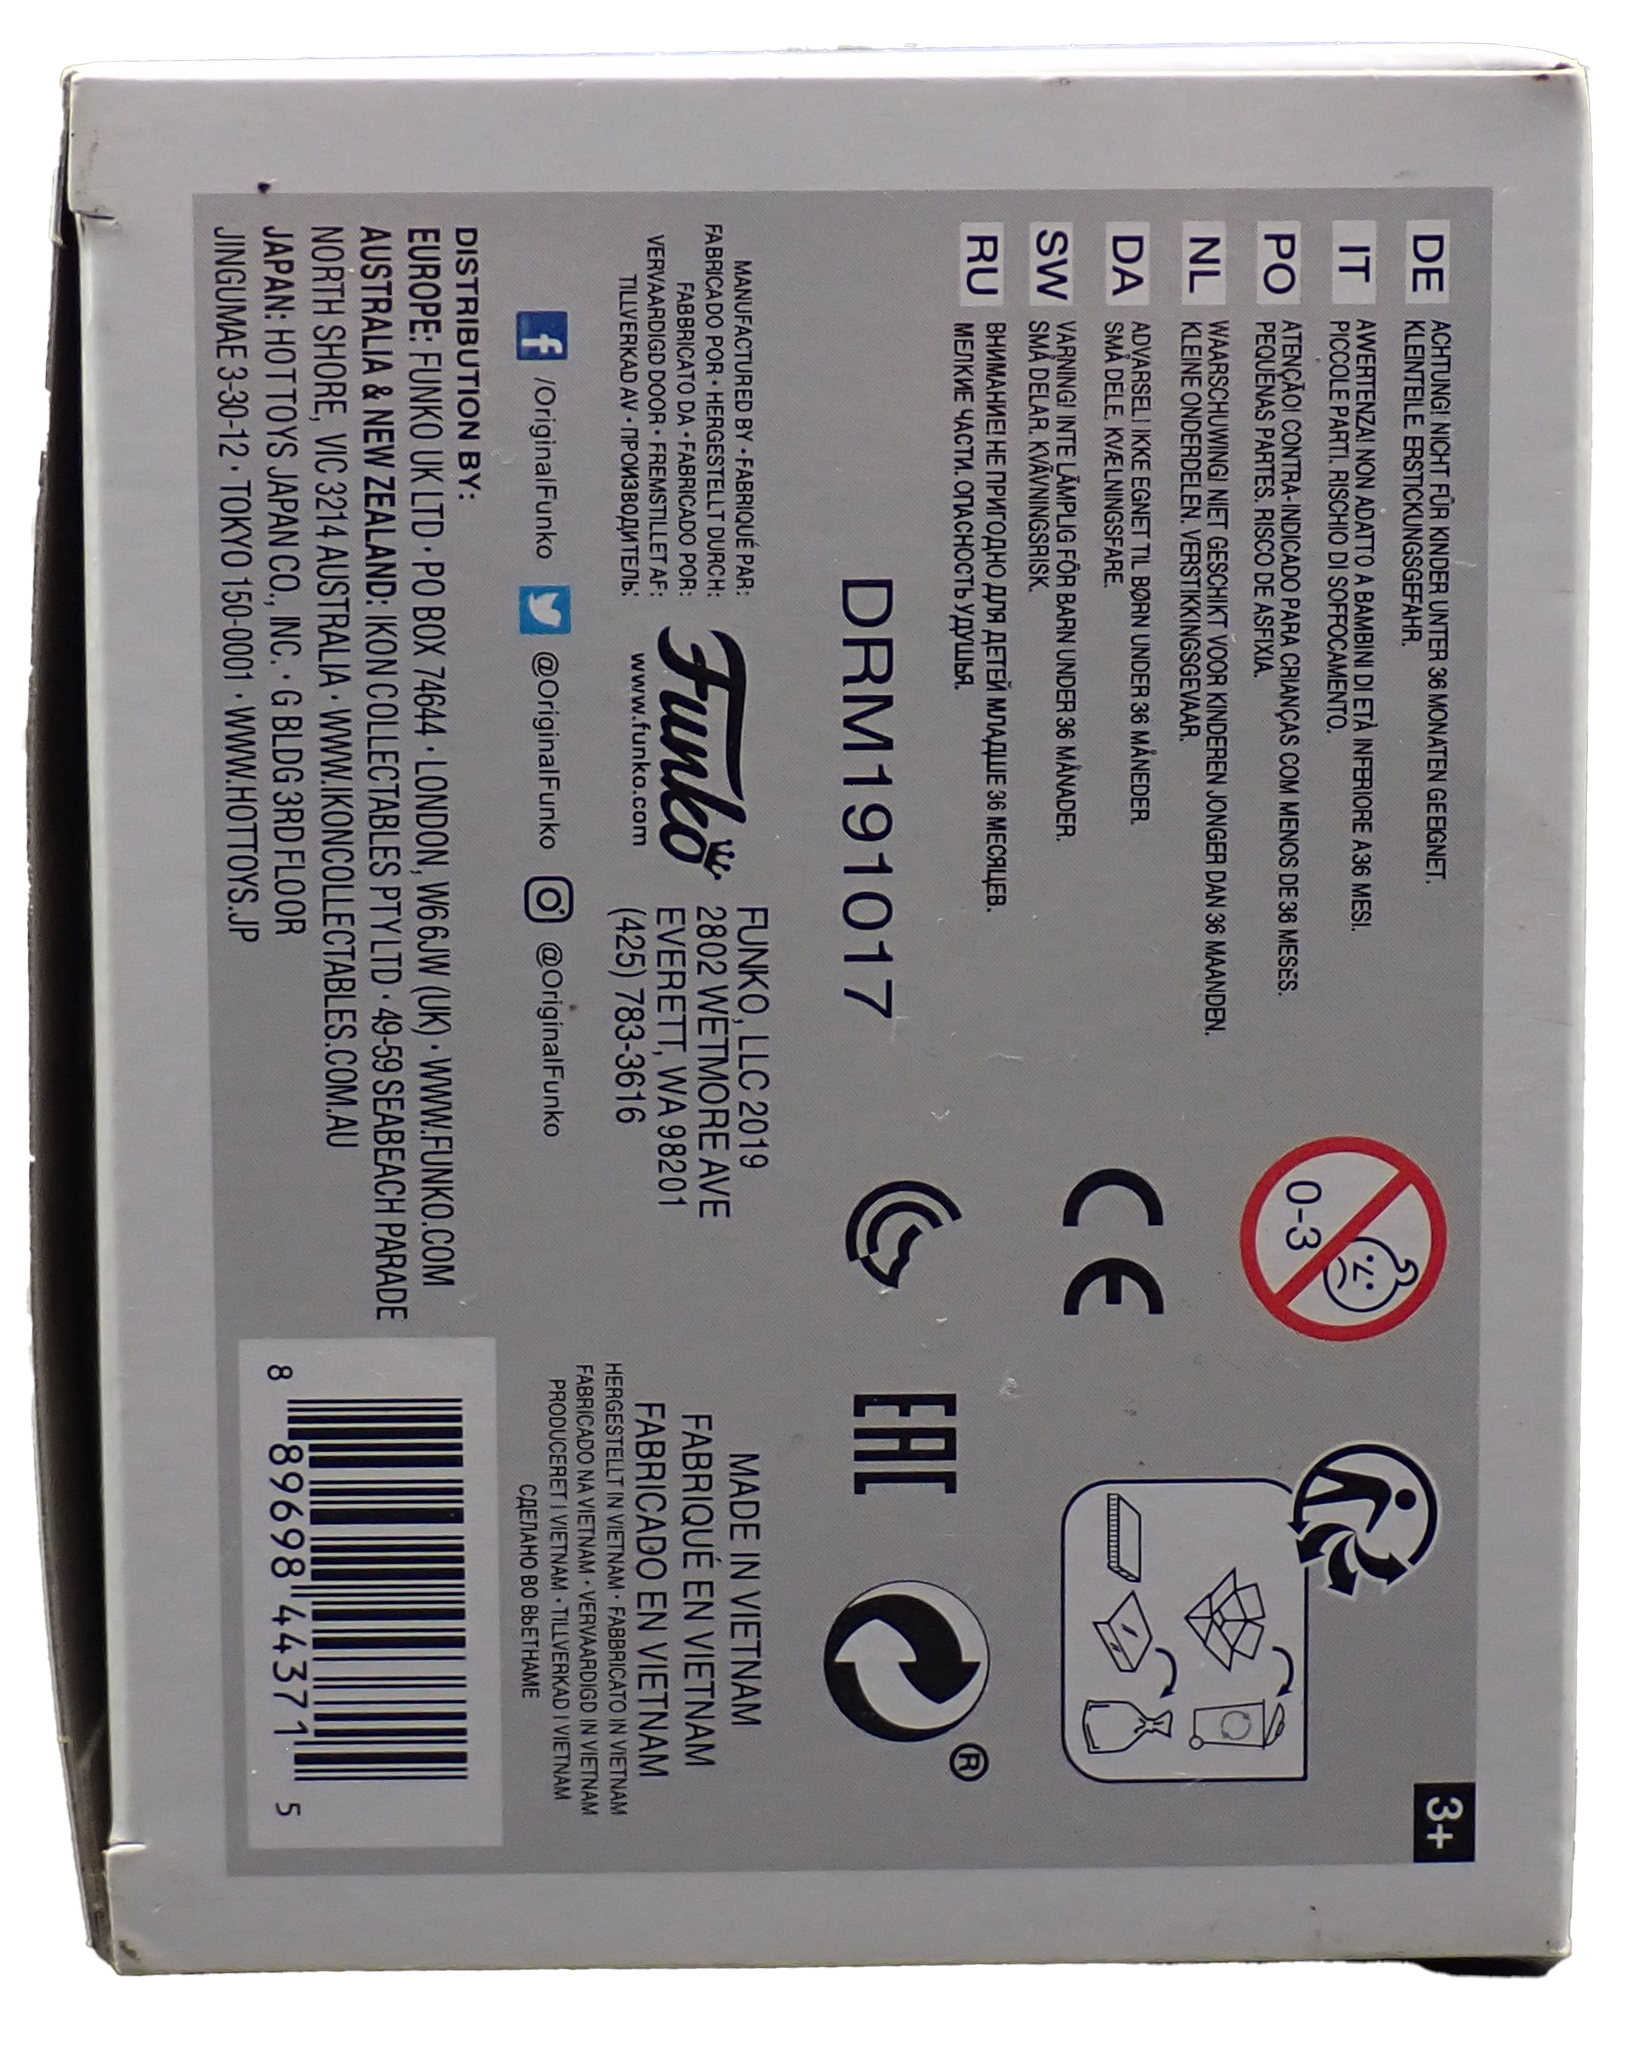 3+
DE ACHTUNG! NICHT FÜR KINDER UNTER 36 MONATEN GEEIGNET.
KLEINTEILE. ERSTICKUNGSGEFAHR.
IT AVVERTENZA! NON ADATTO A BAMBINI DI ETÀ INFERIORE A 36 MESI.
PICCOLE PARTI. RISCHIO DI SOFFOCAMENTO.
PO ATENÇÃO! CONTRA-INDICADO PARA CRIANÇAS COM MENOS DE 36 MESES.
PEQUENAS PARTES. RISCO DE ASFIXIA.
NL WAARSCHUWING! NIET GESCHIKT VOOR KINDEREN JONGER DAN 36 MAANDEN.
KLEINE ONDERDELEN. VERSTIKKINGSGEVAAR.
DA ADVARSEL! IKKE EGNET TIL BØRN UNDER 36 MÅNEDER.
SMÅ DELE. KVÆLNINGSFARE.
SW VARNING! INTE LÄMPLIG FÖR BARN UNDER 36 MÅNADER.
SMÅ DELAR. KVÄVNINGSRISK.
RU ВНИМАНИЕ! НЕ ПРИГОДНО ДЛЯ ДЕТЕЙ МЛАДШЕ 36 МЕСЯЦЕВ.
МЕЛКИЕ ЧАСТИ. ОПАСНОСТЬ УДУШЬЯ.
0-3
CE
DRM191017
EAC
®
MANUFACTURED BY • FABRIQUÉ PAR:
FABRICADO POR • HERGESTELLT DURCH:
FABBRICATO DA • FABRICADO POR:
VERVAARDIGD DOOR • FREMSTILLET AF:
TILLVERKAD AV • ПРОИЗВОДИТЕЛЬ:
Funko
www.funko.com
FUNKO, LLC 2019
2802 WETMORE AVE
EVERETT, WA 98201
(425) 783-3616
MADE IN VIETNAM
FABRIQUÉ EN VIETNAM
FABRICADO EN VIETNAM
HERGESTELLT IN VIETNAM • FABBRICATO IN VIETNAM
FABRICADO NA VIETNAM • VERVAARDIGD IN VIETNAM
PRODUCERET I VIETNAM • TILLVERKAD I VIETNAM
СДЕЛАНО ВО ВЬЕТНАМЕ
/OriginalFunko @OriginalFunko @OriginalFunko
DISTRIBUTION BY:
EUROPE: FUNKO UK LTD • PO BOX 74644 • LONDON, W6 6JW (UK) • WWW.FUNKO.COM
AUSTRALIA & NEW ZEALAND: IKON COLLECTABLES PTY LTD • 49-59 SEABEACH PARADE
NORTH SHORE, VIC 3214 AUSTRALIA • WWW.IKONCOLLECTABLES.COM.AU
JAPAN: HOT TOYS JAPAN CO., INC. • G BLDG 3RD FLOOR
JINGUMAE 3-30-12 • TOKYO 150-0001 • WWW.HOTTOYS.JP
8 89698 44371 5